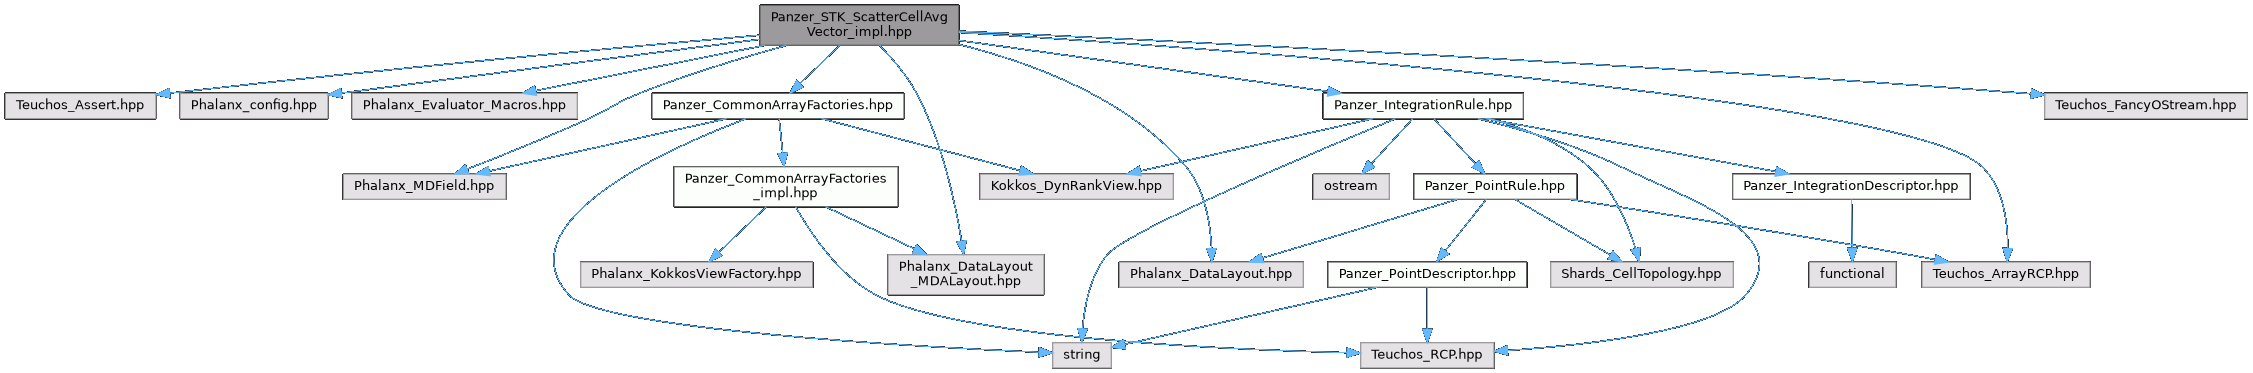 Panzer_STK_ScatterCellAvg
Vector_impl.hpp
Teuchos_Assert.hpp
Phalanx_config.hpp
Phalanx_Evaluator_Macros.hpp
Panzer_CommonArrayFactories.hpp
Panzer_IntegrationRule.hpp
Teuchos_FancyOStream.hpp
Phalanx_MDField.hpp
Panzer_CommonArrayFactories
_impl.hpp
Kokkos_DynRankView.hpp
ostream
Panzer_PointRule.hpp
Panzer_IntegrationDescriptor.hpp
Phalanx_KokkosViewFactory.hpp
Phalanx_DataLayout
_MDALayout.hpp
Phalanx_DataLayout.hpp
Panzer_PointDescriptor.hpp
Shards_CellTopology.hpp
functional
Teuchos_ArrayRCP.hpp
string
Teuchos_RCP.hpp